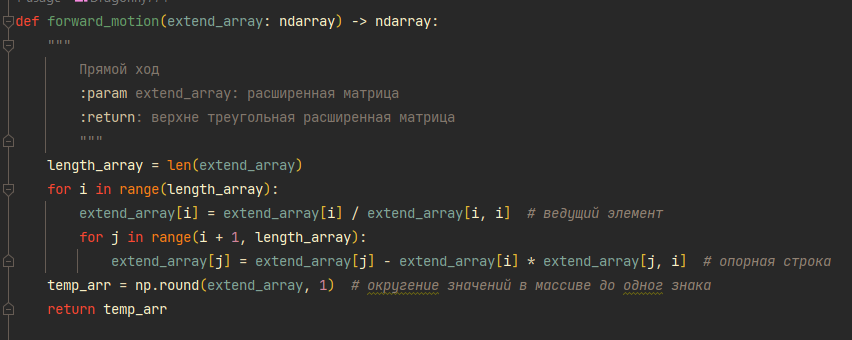 def forward_motion(extend_array: ndarray) -> ndarray:
"""
Прямой ход
:param extend_array: расширенная матрица
:return: верхне треугольная расширенная матрица
"""
length_array = len(extend_array)
for i in range(length_array):
extend_array[i] = extend_array[i] / extend_array[i, i]  # ведущий элемент
for j in range(i + 1, length_array):
extend_array[j] = extend_array[j] - extend_array[i] * extend_array[j, i]  # опорная строка
temp_arr = np.round(extend_array, 1)  # округение значений в массиве до одног знака
return temp_arr